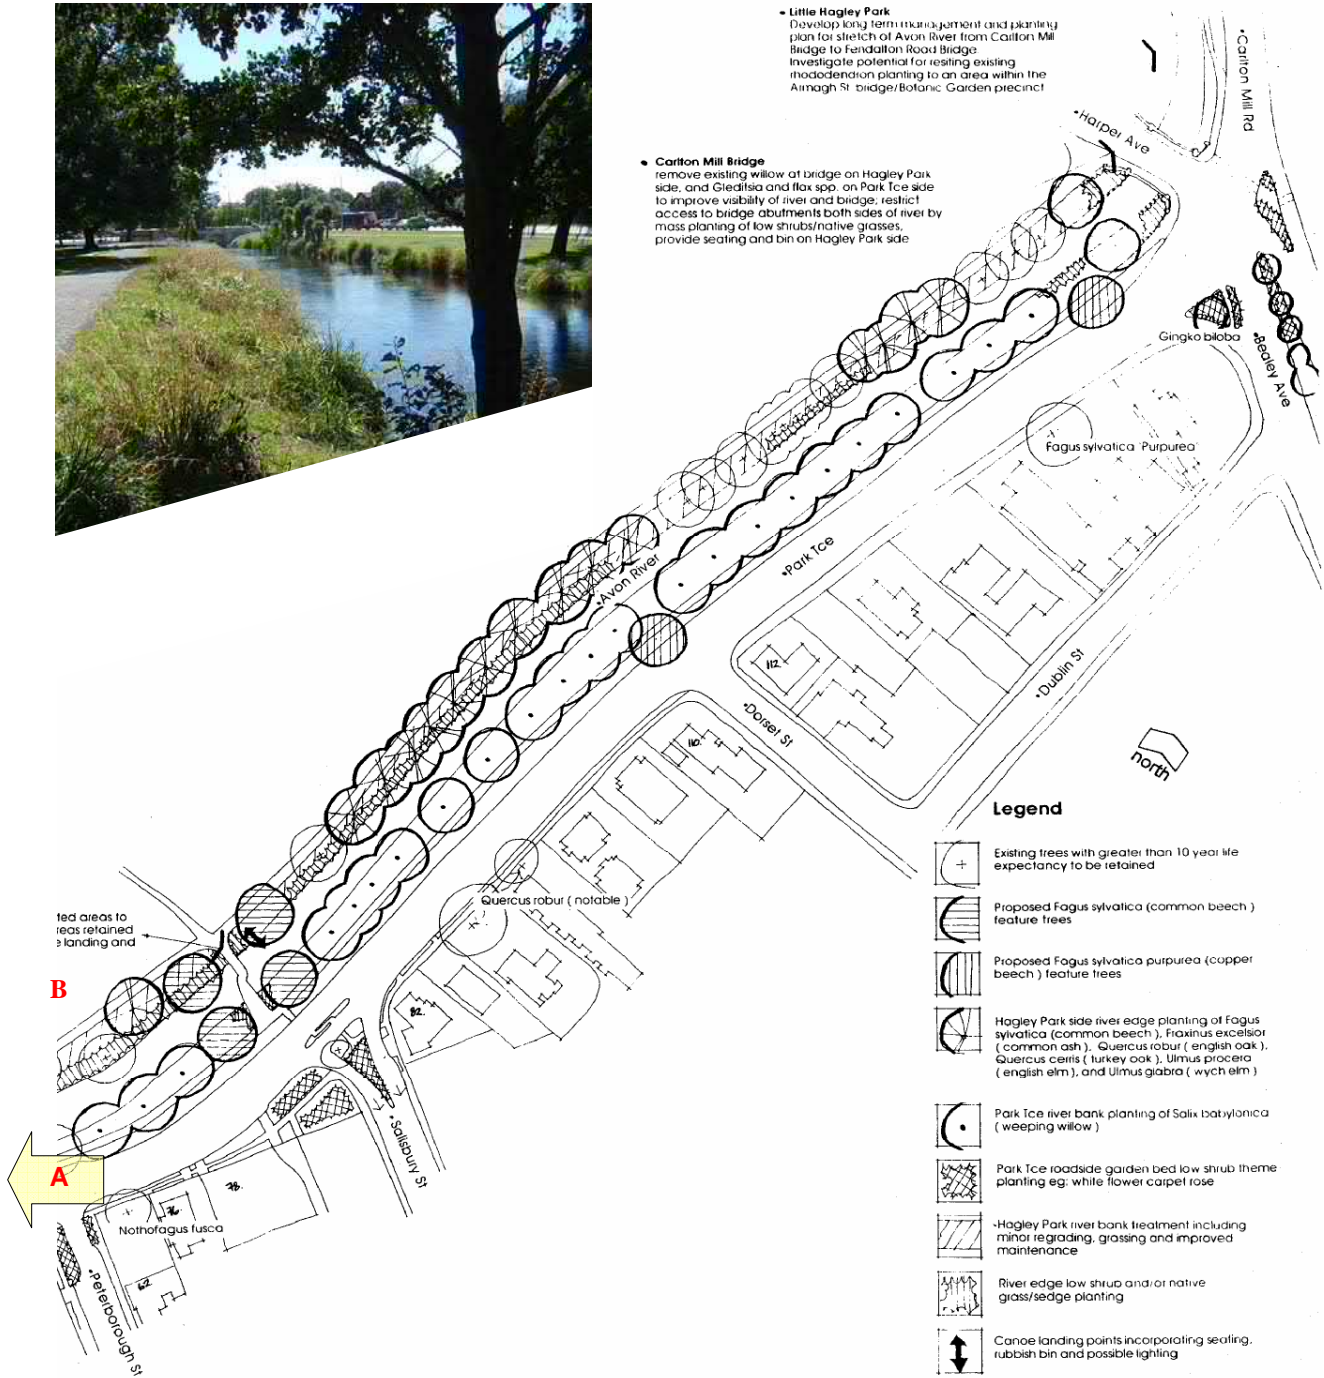 • Little Hagley Park
Develop long term management and planting
plan for stretch of Avon River from Carlton Mill
Bridge to Fendalton Road Bridge
Investigate potential for resiting existing
rhododendron planting to an area within the
Armagh St bridge/Botanic Garden precinct
• Carlton Mill Rd
• Harper Ave
• Carlton Mill Bridge
remove existing willow at bridge on Hagley Park
side, and Gleditsia and flax spp. on Park Tce side
to improve visibility of river and bridge; restrict
access to bridge abutments both sides of river by
mass planting of low shrubs/native grasses,
provide seating and bin on Hagley Park side
Gingko biloba
• Bealey Ave
Fagus sylvatica 'Purpurea'
• Park Tce
• Avon River
112.
• Dublin St
• Dorset St
110.
north
Quercus robur ( notable )
ted areas to
reas retained
e landing and
B
82.
• Salisbury St
A
78.
76.
Nothofagus fusca
62
• Peterborough St
Legend
Existing trees with greater than 10 year life
expectancy to be retained
Proposed Fagus sylvatica (common beech )
feature trees
Proposed Fagus sylvatica purpurea (copper
beech ) feature trees
Hagley Park side river edge planting of Fagus
sylvatica (common beech ), Fraxinus excelsior
( common ash ), Quercus robur ( english oak ),
Quercus cerris ( turkey oak ), Ulmus procera
( english elm ), and Ulmus glabra ( wych elm )
Park Tce river bank planting of Salix babylonica
( weeping willow )
Park Tce roadside garden bed low shrub theme
planting eg: white flower carpet rose
Hagley Park river bank treatment including
minor regrading, grassing and improved
maintenance
River edge low shrub and/or native
grass/sedge planting
Canoe landing points incorporating seating,
rubbish bin and possible lighting